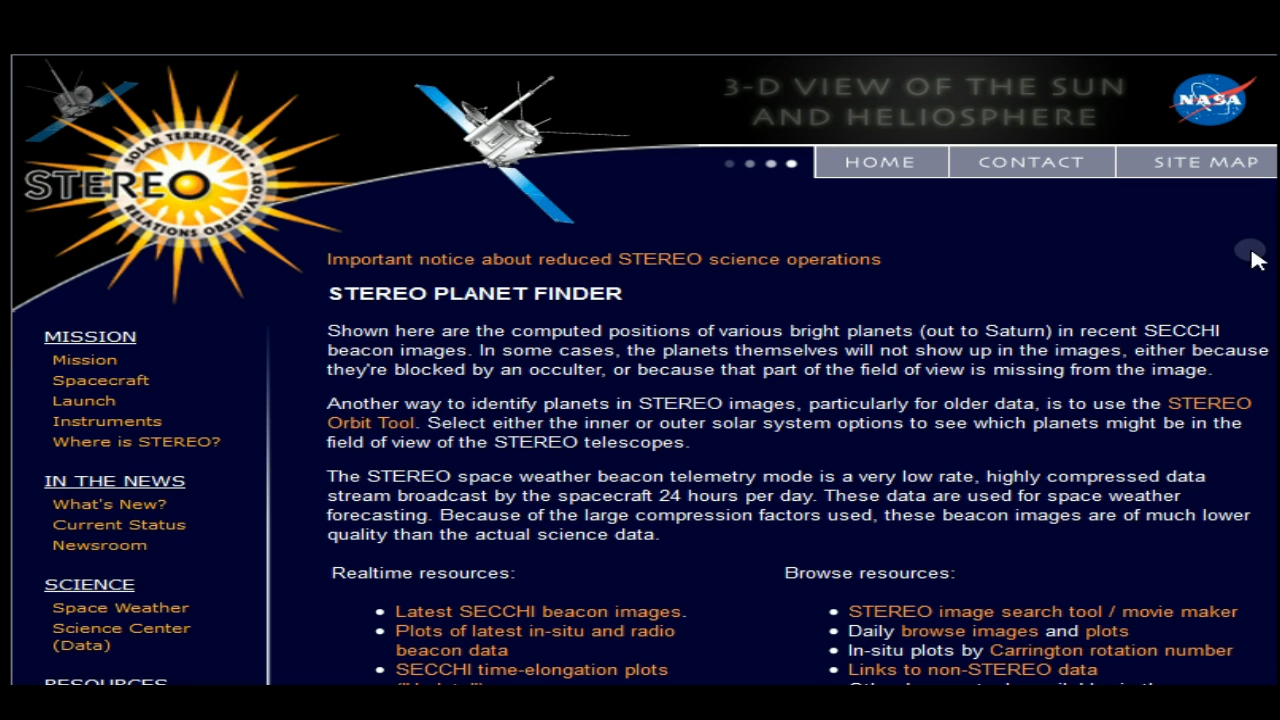 3-D VIEW OF THE SUN
AND HELIOSPHERE
NASA
SOLAR TERRESTRIAL
STEREO
RELATIONS OBSERVATORY
HOME
CONTACT
SITE MAP
Important notice about reduced STEREO science operations
STEREO PLANET FINDER
Shown here are the computed positions of various bright planets (out to Saturn) in recent SECCHI
beacon images. In some cases, the planets themselves will not show up in the images, either because
they're blocked by an occulter, or because that part of the field of view is missing from the image.
Another way to identify planets in STEREO images, particularly for older data, is to use the STEREO
Orbit Tool. Select either the inner or outer solar system options to see which planets might be in the
field of view of the STEREO telescopes.
The STEREO space weather beacon telemetry mode is a very low rate, highly compressed data
stream broadcast by the spacecraft 24 hours per day. These data are used for space weather
forecasting. Because of the large compression factors used, these beacon images are of much lower
quality than the actual science data.
Realtime resources:
• Latest SECCHI beacon images.
• Plots of latest in-situ and radio
beacon data
• SECCHI time-elongation plots
Browse resources:
• STEREO image search tool / movie maker
• Daily browse images and plots
• In-situ plots by Carrington rotation number
• Links to non-STEREO data
MISSION
Mission
Spacecraft
Launch
Instruments
Where is STEREO?
IN THE NEWS
What's New?
Current Status
Newsroom
SCIENCE
Space Weather
Science Center
(Data)
RESOURCES